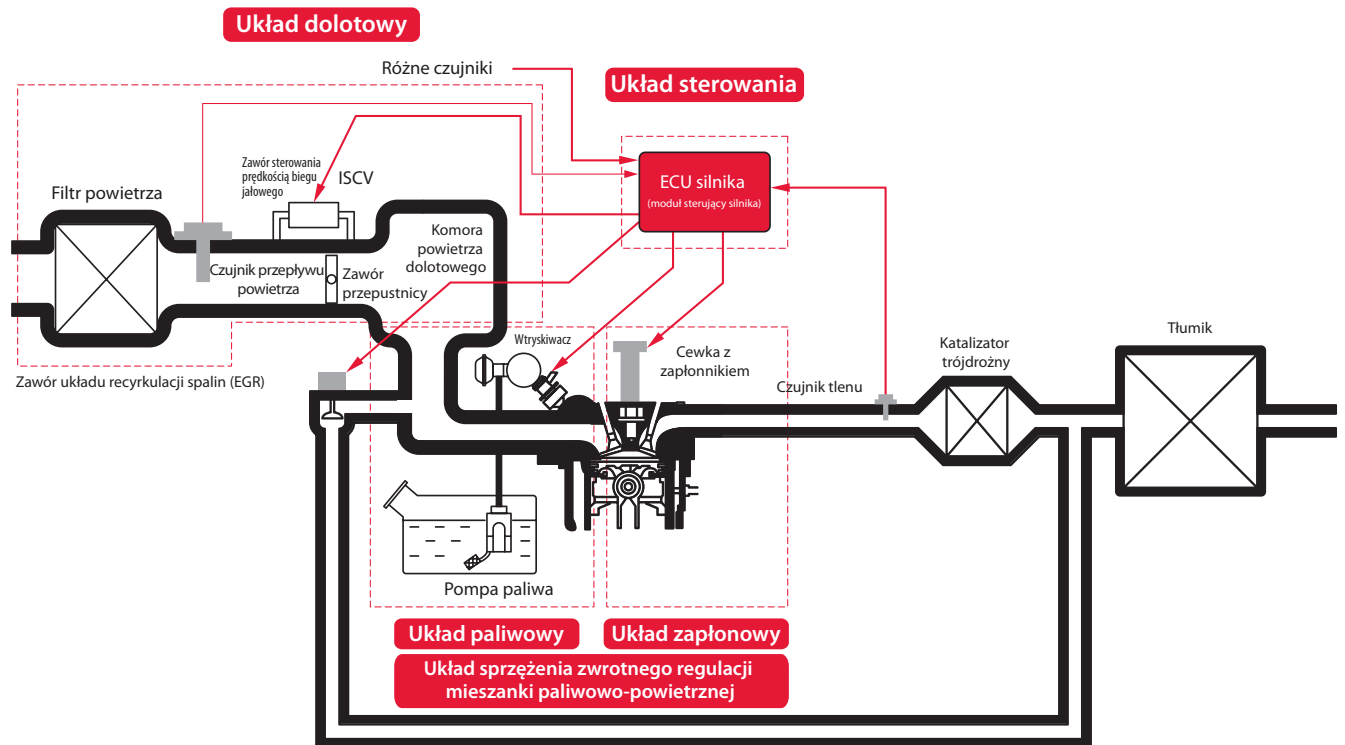 Układ dolotowy
Różne czujniki
Układ sterowania
Zawór sterowania
prędkością biegu
jałowego
ISCV
Filtr powietrza
ECU silnika
(moduł sterujący silnika)
Komora
powietrza
dolotowego
Czujnik przepływu
powietrza
Zawór
przepustnicy
Wtryskiwacz
Cewka z
zapłonnikiem
Katalizator
trójdrożny
Tłumik
Zawór układu recyrkulacji spalin (EGR)
Czujnik tlenu
Pompa paliwa
Układ paliwowy
Układ zapłonowy
Układ sprzężenia zwrotnego regulacji
mieszanki paliwowo-powietrznej